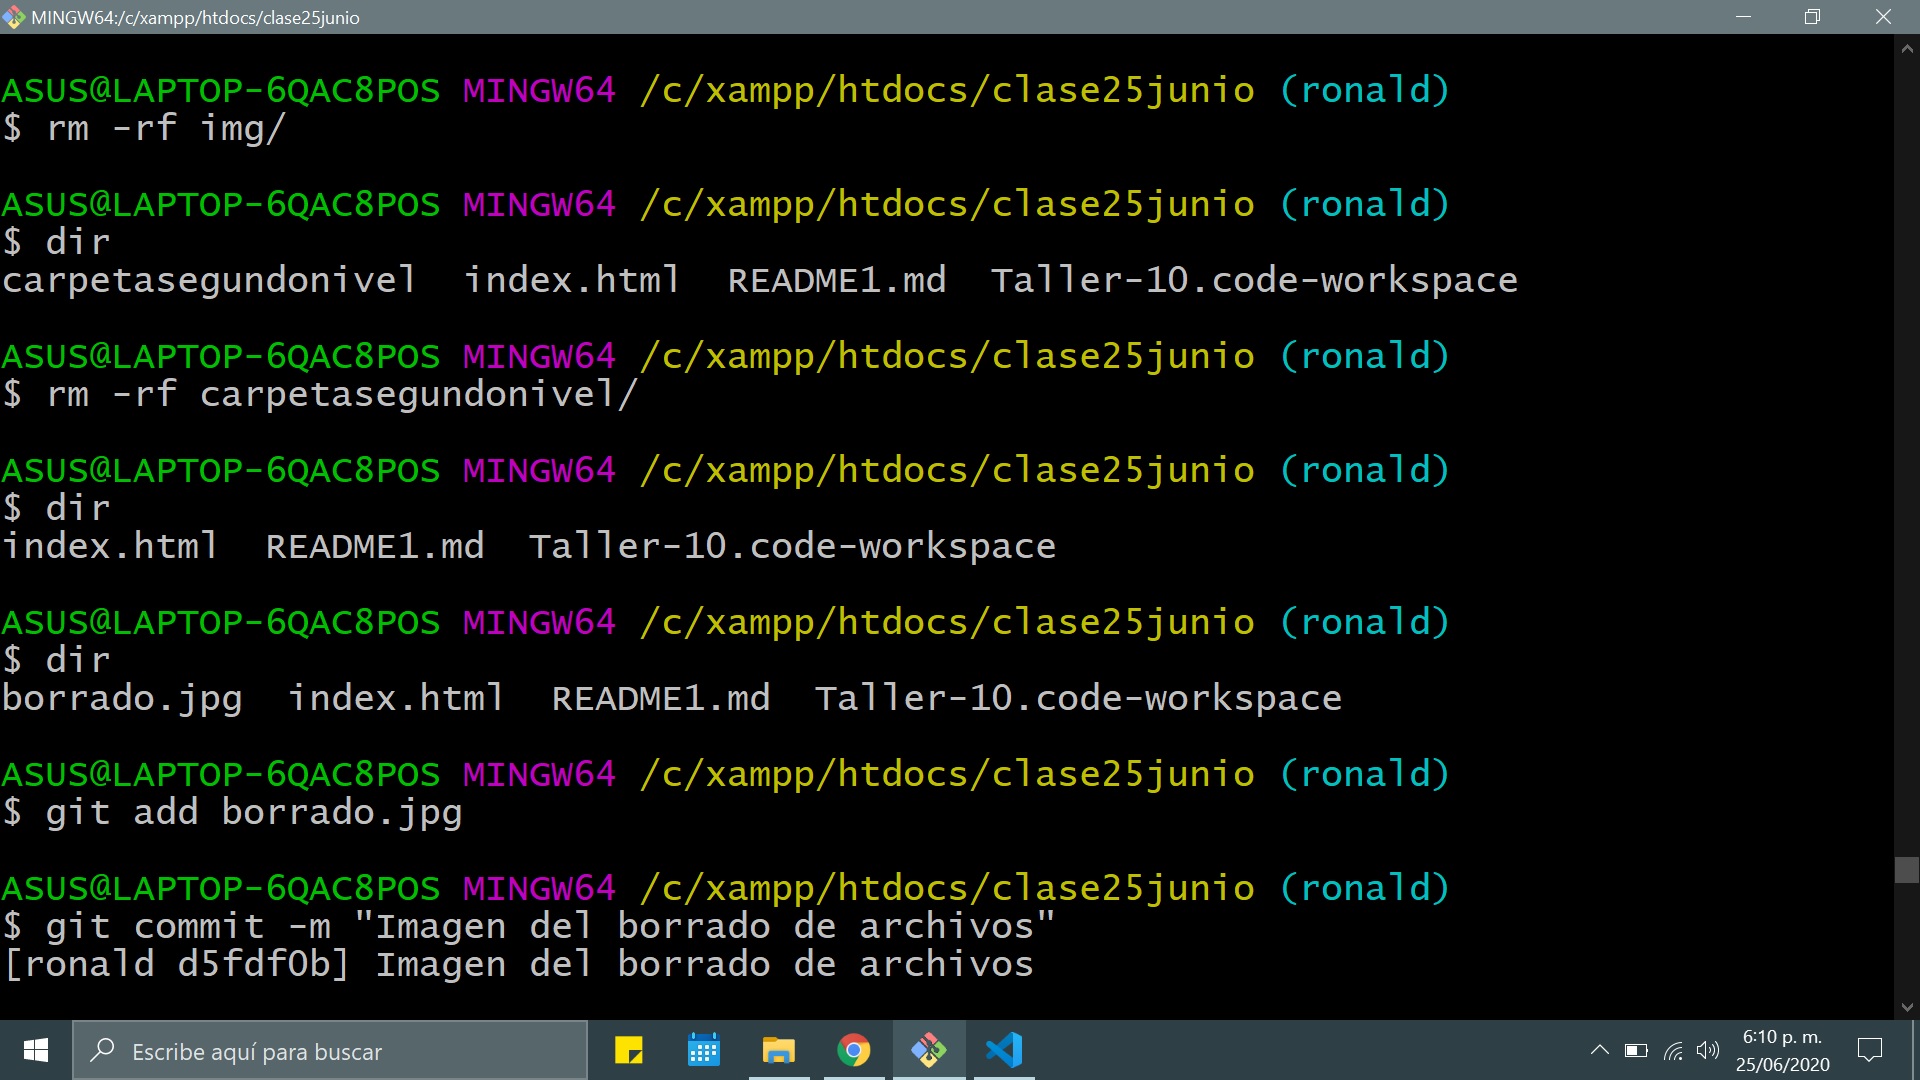 MINGW64:/c/xampp/htdocs/clase25junio
ASUS@LAPTOP-6QAC8POS MINGW64 /c/xampp/htdocs/clase25junio (ronald)
$ rm -rf img/
ASUS@LAPTOP-6QAC8POS MINGW64 /c/xampp/htdocs/clase25junio (ronald)
$ dir
carpetasegundonivel  index.html  README1.md  Taller-10.code-workspace
ASUS@LAPTOP-6QAC8POS MINGW64 /c/xampp/htdocs/clase25junio (ronald)
$ rm -rf carpetasegundonivel/
ASUS@LAPTOP-6QAC8POS MINGW64 /c/xampp/htdocs/clase25junio (ronald)
$ dir
index.html  README1.md  Taller-10.code-workspace
ASUS@LAPTOP-6QAC8POS MINGW64 /c/xampp/htdocs/clase25junio (ronald)
$ dir
borrado.jpg  index.html  README1.md  Taller-10.code-workspace
ASUS@LAPTOP-6QAC8POS MINGW64 /c/xampp/htdocs/clase25junio (ronald)
$ git add borrado.jpg
ASUS@LAPTOP-6QAC8POS MINGW64 /c/xampp/htdocs/clase25junio (ronald)
$ git commit -m "Imagen del borrado de archivos"
[ronald d5fdf0b] Imagen del borrado de archivos
Escribe aquí para buscar
6:10 p. m.
25/06/2020